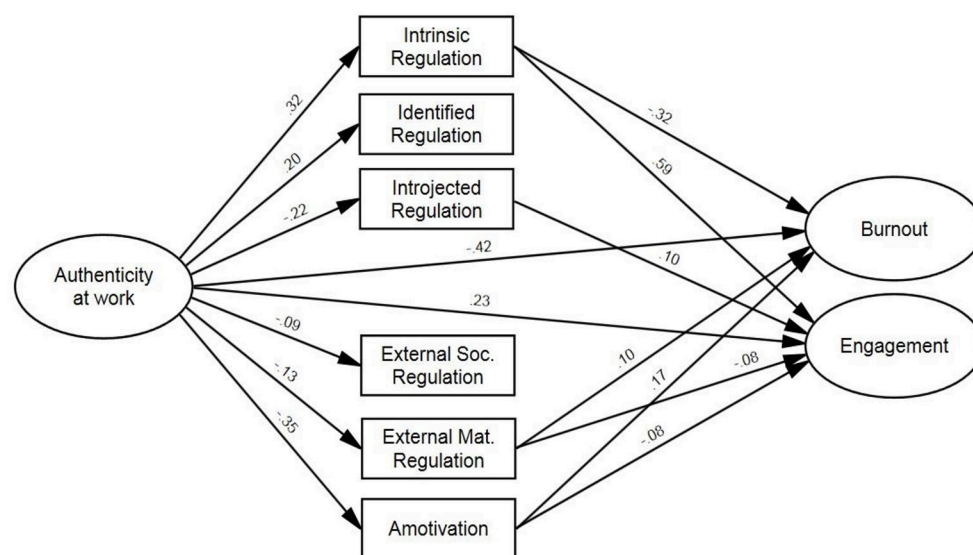 Intrinsic
Regulation
.32
-.32
Identified
Regulation
.20
.59
Introjected
Regulation
-.22
Burnout
-.42
.10
Authenticity
at work
.23
-.09
External Soc.
Regulation
.10
-.08
Engagement
-.13
.17
-.35
External Mat.
Regulation
-.08
Amotivation